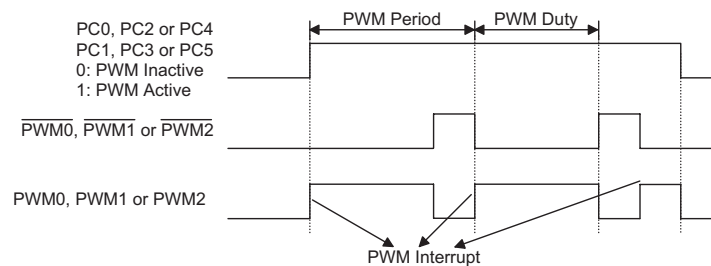 PWM Period
PWM Duty
PC0, PC2 or PC4
PC1, PC3 or PC5
0: PWM Inactive
1: PWM Active
PWM0, PWM1 or PWM2
PWM0, PWM1 or PWM2
PWM Interrupt